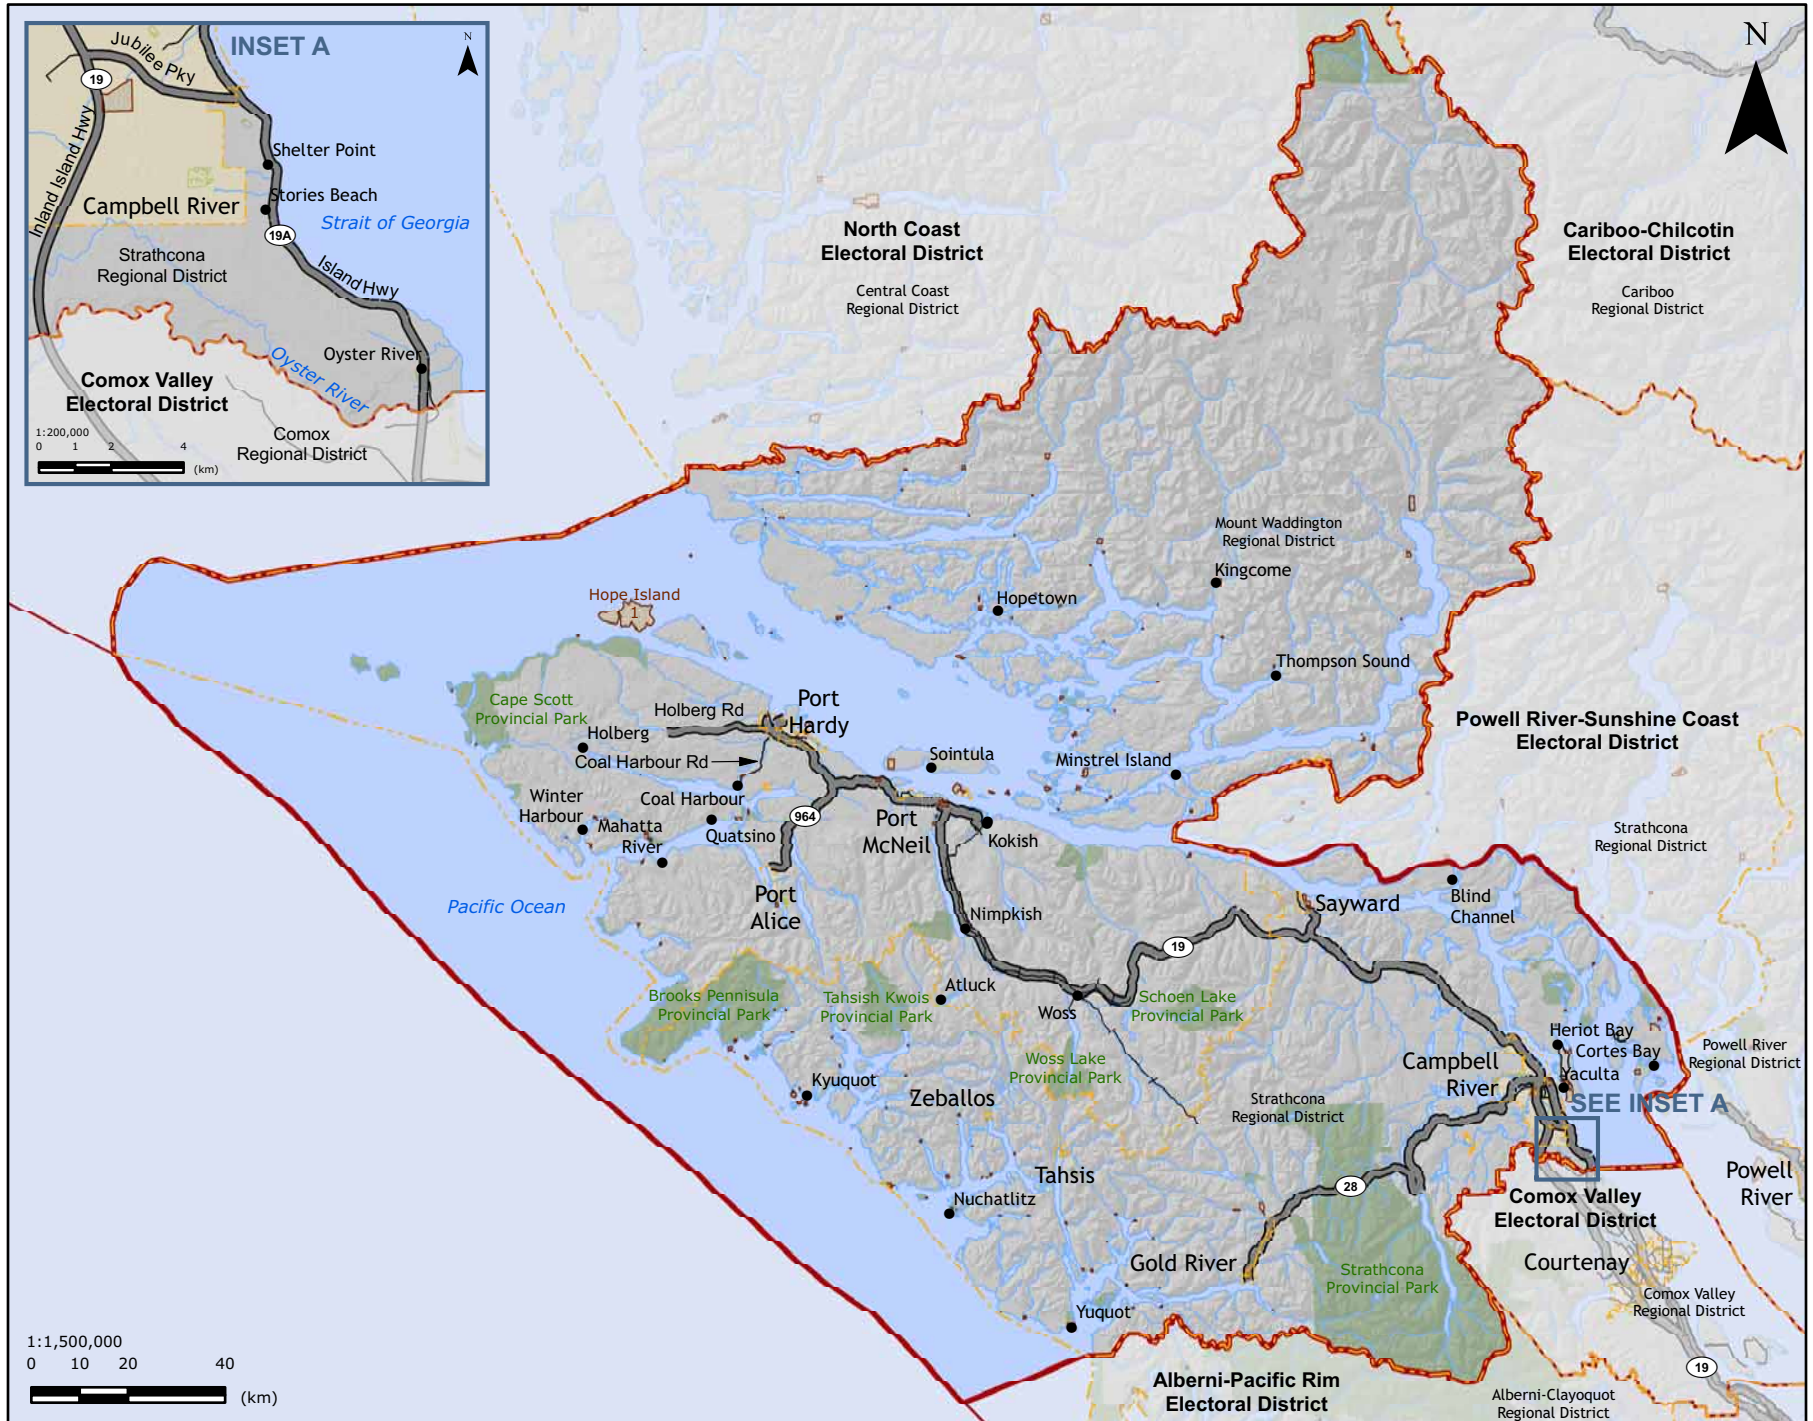 INSET A
N
Jubilee Pky
19
Inland Island Hwy
Shelter Point
Stories Beach
Campbell River
Strait of Georgia
19A
Strathcona
Regional District
Island Hwy
Oyster River
Oyster River
Comox Valley
Electoral District
Comox
Regional District
1:200,000
0 1 2 4
(km)
N
North Coast
Electoral District
Central Coast
Regional District
Cariboo-Chilcotin
Electoral District
Cariboo
Regional District
Mount Waddington
Regional District
Kingcome
Hopetown
Hope Island
1
Thompson Sound
Cape Scott
Provincial Park
Holberg Rd
Port
Hardy
Holberg
Coal Harbour Rd
Sointula
Minstrel Island
Powell River-Sunshine Coast
Electoral District
Winter
Harbour
Coal Harbour
964
Mahatta
River
Quatsino
Port
McNeil
Kokish
Strathcona
Regional District
Pacific Ocean
Port
Alice
Nimpkish
Sayward
Blind
Channel
19
Brooks Pennisula
Provincial Park
Tahsish Kwois
Provincial Park
Atluck
Woss
Schoen Lake
Provincial Park
Heriot Bay
Cortes Bay
Powell River
Regional District
Woss Lake
Provincial Park
Campbell
River
Yaculta
Kyuquot
Zeballos
Strathcona
Regional District
SEE INSET A
Tahsis
28
Powell
River
Nuchatlitz
Comox Valley
Electoral District
Gold River
Strathcona
Provincial Park
Courtenay
Comox Valley
Regional District
Yuquot
19
1:1,500,000
0 10 20 40
(km)
Alberni-Pacific Rim
Electoral District
Alberni-Clayoquot
Regional District